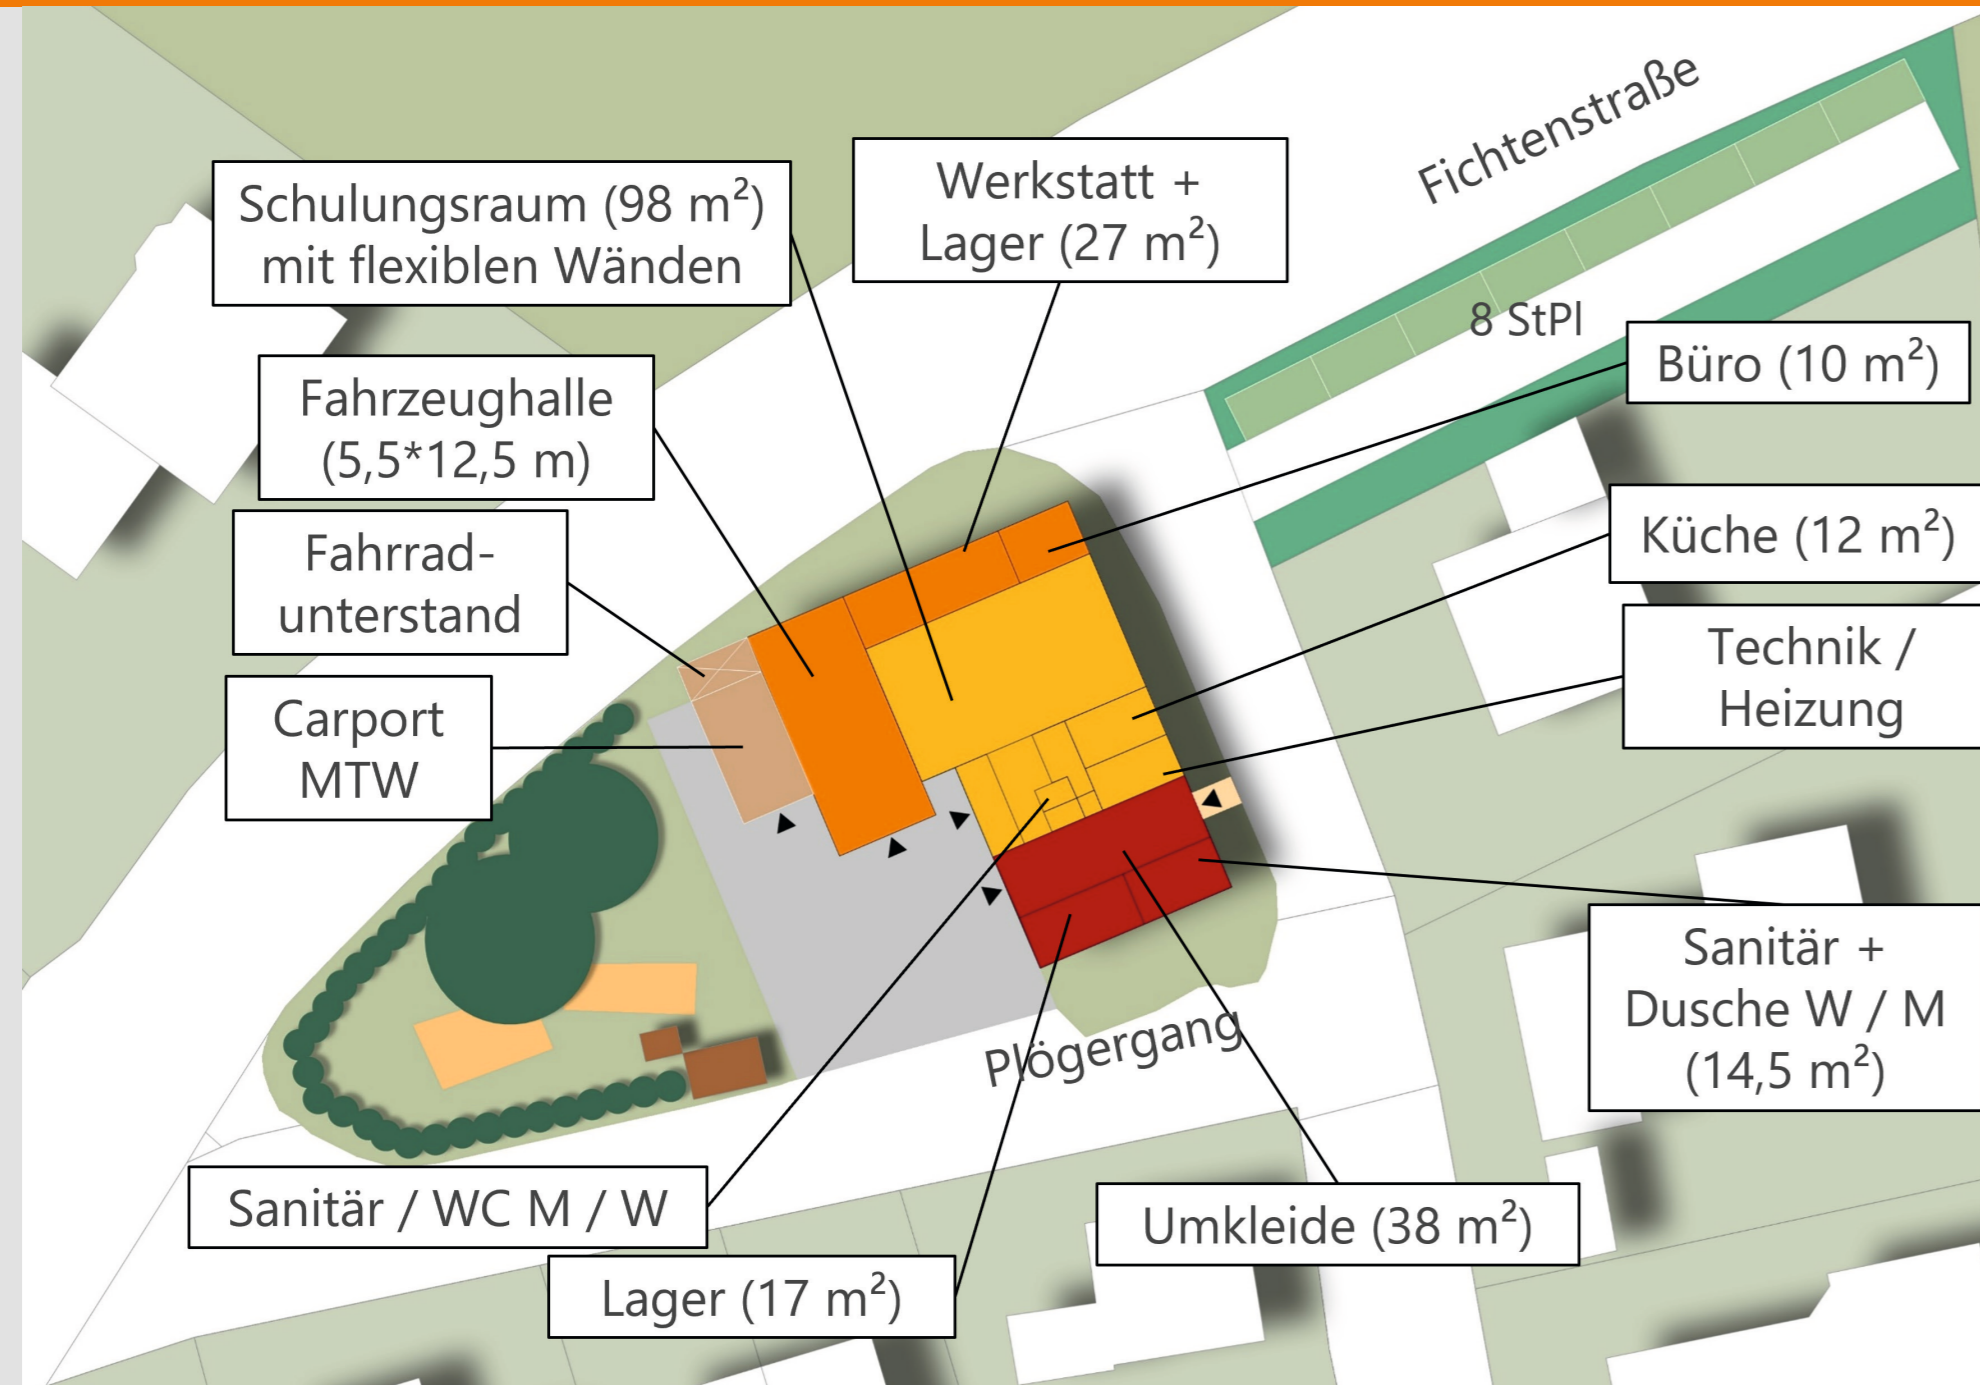 Fichtenstraße
Schulungsraum (98 m²)
mit flexiblen Wänden
Werkstatt +
Lager (27 m²)
8 StPl
Büro (10 m²)
Fahrzeughalle
(5,5*12,5 m)
Küche (12 m²)
Fahrrad-
unterstand
Technik /
Heizung
Carport
MTW
Sanitär +
Dusche W / M
(14,5 m²)
Plögergang
Sanitär / WC M / W
Umkleide (38 m²)
Lager (17 m²)